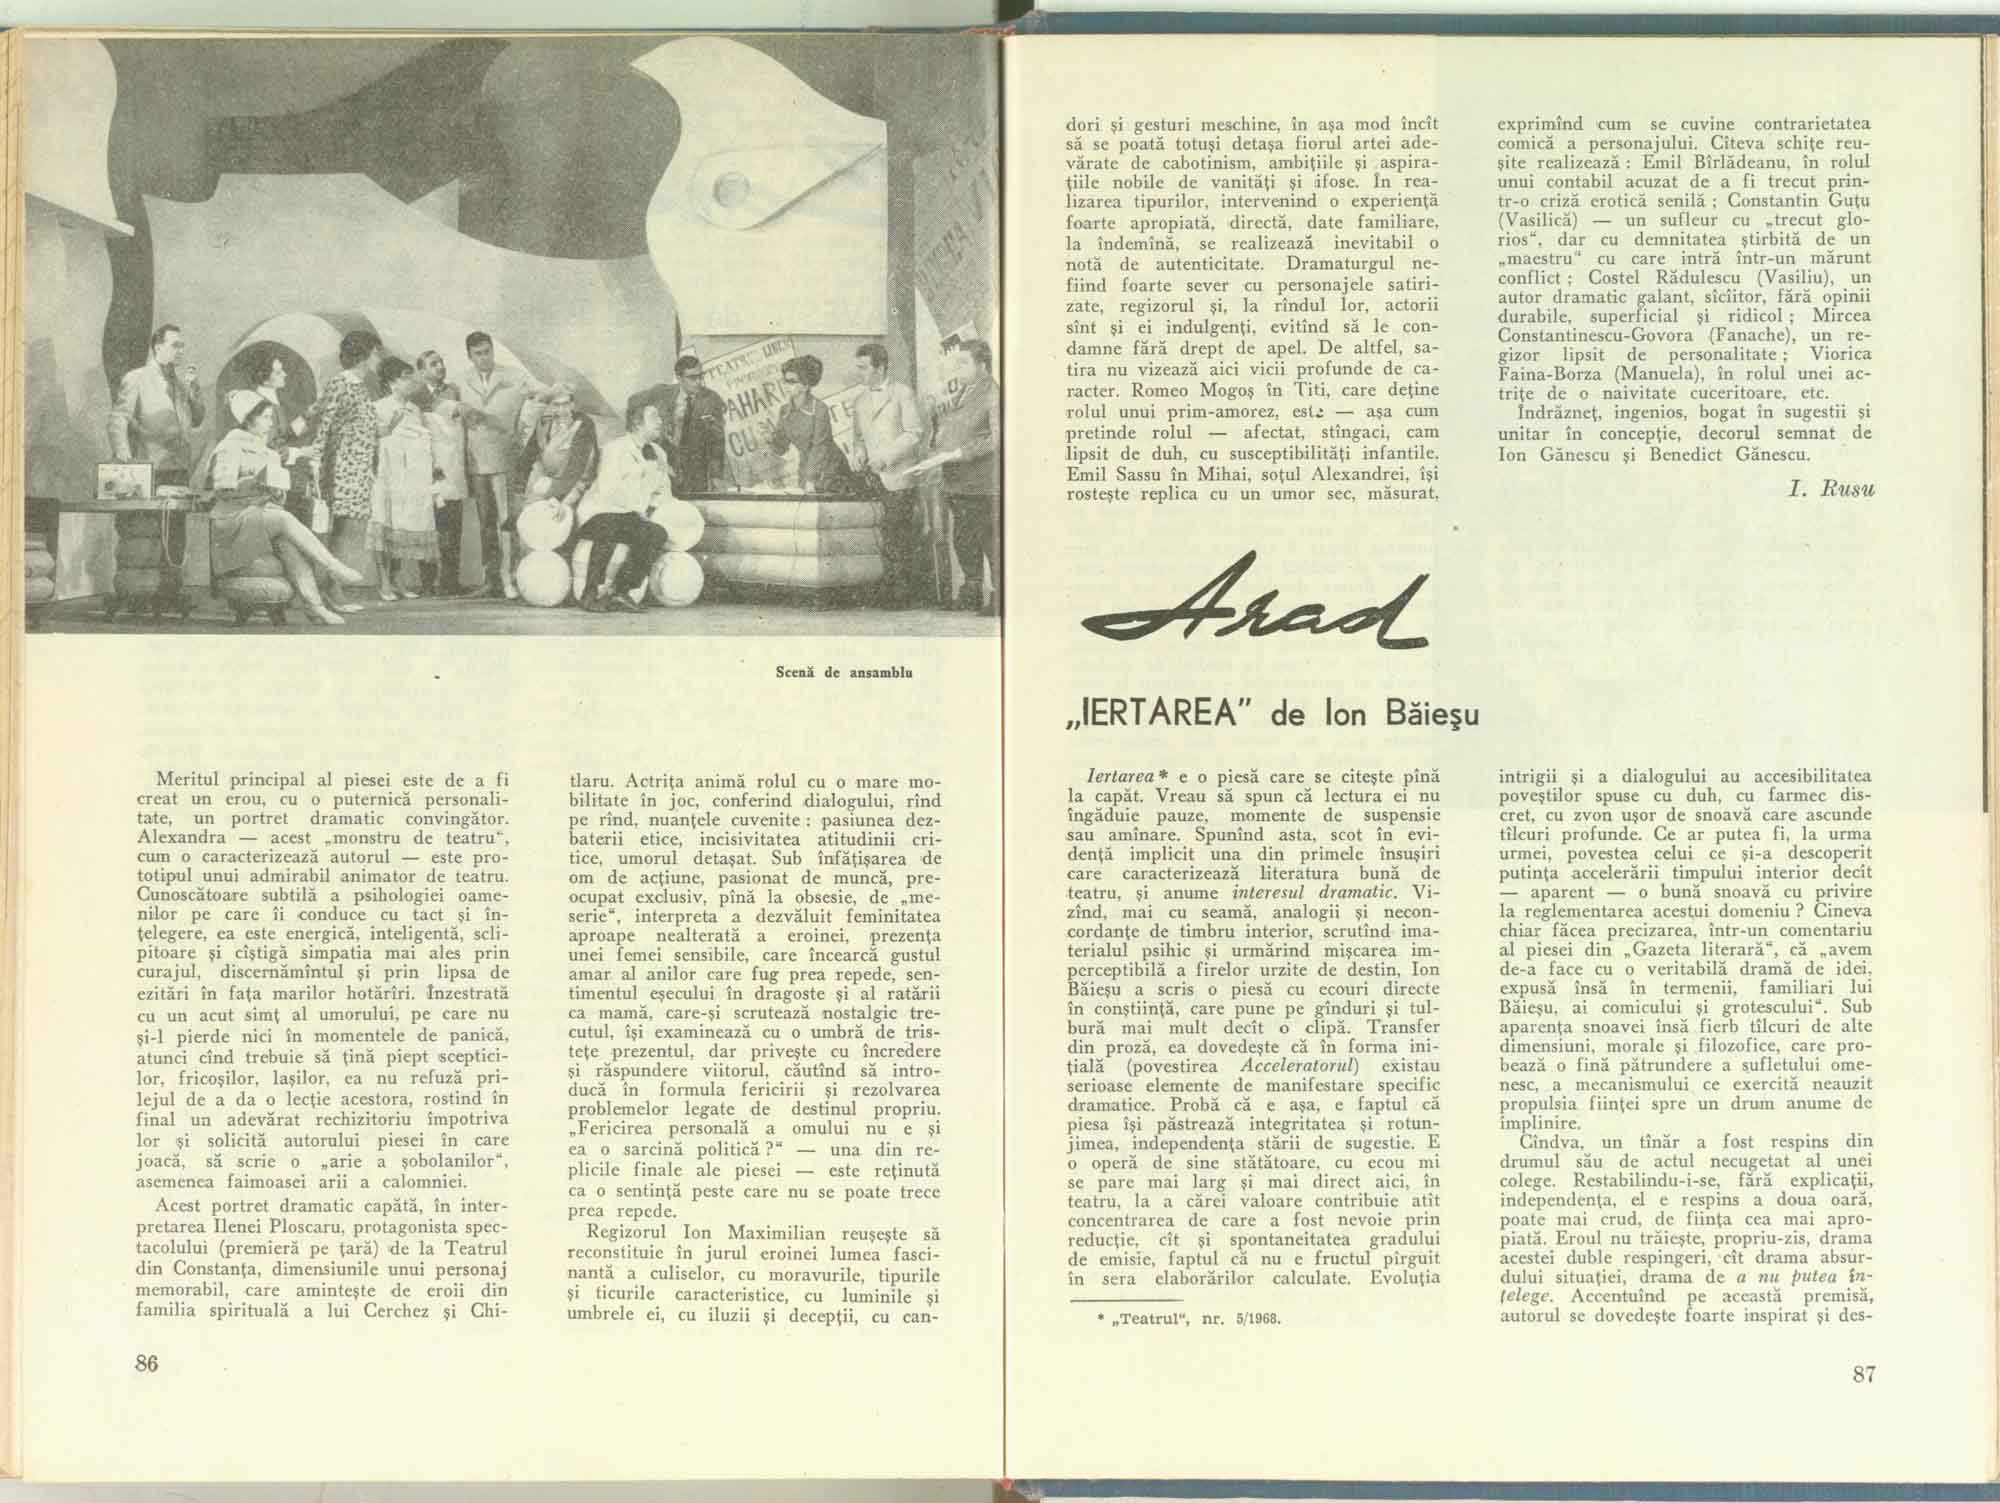 TEATR
PAHAR
CU
Scenă de ansamblu
Meritul principal al piesei este de a fi
creat un erou, cu o puternică personali-
tate, un portret dramatic convingător.
Alexandra — acest „monstru de teatru“,
cum o caracterizează autorul — este pro-
totipul unui admirabil animator de teatru.
Cunoscătoare subtilă a psihologiei oame-
nilor pe care îi conduce cu tact și în-
țelegere, ea este energică, inteligentă, scli-
pitoare și cîștigă simpatia mai ales prin
curajul, discernămîntul și prin lipsa de
ezitări în fața marilor hotărîri. Înzestrată
cu un acut simț al umorului, pe care nu
și-l pierde nici în momentele de panică,
atunci cînd trebuie să țină piept sceptici-
lor, fricoșilor, lașilor, ea nu refuză pri-
lejul de a da o lecție acestora, rostind în
final un adevărat rechizitoriu împotriva
lor și solicită autorului piesei în care
joacă, să scrie o „arie a șobolanilor“,
asemenea faimoasei arii a calomniei.
Acest portret dramatic capătă, în inter-
pretarea Ilenei Ploscaru, protagonista spec-
tacolului (premieră pe țară) de la Teatrul
din Constanța, dimensiunile unui personaj
memorabil, care amintește de eroii din
familia spirituală a lui Cerchez și Chi-
tlaru. Actrița animă rolul cu o mare mo-
bilitate în joc, conferind dialogului, rînd
pe rînd, nuanțele cuvenite : pasiunea dez-
baterii etice, incisivitatea atitudinii cri-
tice, umorul detașat. Sub înfățișarea de
om de acțiune, pasionat de muncă, pre-
ocupat exclusiv, pînă la obsesie, de „me-
serie“, interpreta a dezvăluit feminitatea
aproape nealterată a eroinei, prezența
unei femei sensibile, care încearcă gustul
amar al anilor care fug prea repede, sen-
timentul eșecului în dragoste și al ratării
ca mamă, care-și scrutează nostalgic tre-
cutul, își examinează cu o umbră de tris-
tețe prezentul, dar privește cu încredere
și răspundere viitorul, căutînd să intro-
ducă în formula fericirii și rezolvarea
problemelor legate de destinul propriu.
„Fericirea personală a omului nu e și
ea o sarcină politică ?“ — una din re-
plicile finale ale piesei — este reținută
ca o sentință peste care nu se poate trece
prea repede.
Regizorul Ion Maximilian reușește să
reconstituie în jurul eroinei lumea fasci-
nantă a culiselor, cu moravurile, tipurile
și ticurile caracteristice, cu luminile și
umbrele ei, cu iluzii și decepții, cu can-
86
dori și gesturi meschine, în așa mod încît
să se poată totuși detașa fiorul artei ade-
vărate de cabotinism, ambițiile și aspira-
țiile nobile de vanități și ifose. În rea-
lizarea tipurilor, intervenind o experiență
foarte apropiată, directă, date familiare,
la îndemînă, se realizează inevitabil o
notă de autenticitate. Dramaturgul ne-
fiind foarte sever cu personajele satiri-
zate, regizorul și, la rîndul lor, actorii
sînt și ei indulgenți, evitînd să le con-
damne fără drept de apel. De altfel, sa-
tira nu vizează aici vicii profunde de ca-
racter. Romeo Mogoș în Titi, care deține
rolul unui prim-amorez, este — așa cum
pretinde rolul — afectat, stîngaci, cam
lipsit de duh, cu susceptibilități infantile.
Emil Sassu în Mihai, soțul Alexandrei, își
rostește replica cu un umor sec, măsurat,
exprimînd cum se cuvine contrarietatea
comică a personajului. Cîteva schițe reu-
șite realizează : Emil Bîrlădeanu, în rolul
unui contabil acuzat de a fi trecut prin-
tr-o criză erotică senilă ; Constantin Guțu
(Vasilică) — un sufleur cu „trecut glo-
rios“, dar cu demnitatea știrbită de un
„maestru“ cu care intră într-un mărunt
conflict ; Costel Rădulescu (Vasiliu), un
autor dramatic galant, sîcîitor, fără opinii
durabile, superficial și ridicol ; Mircea
Constantinescu-Govora (Fanache), un re-
gizor lipsit de personalitate ; Viorica
Faina-Borza (Manuela), în rolul unei ac-
trițe de o naivitate cuceritoare, etc.
Îndrăzneț, ingenios, bogat în sugestii și
unitar în concepție, decorul semnat de
Ion Gănescu și Benedict Gănescu.
I. Rusu
Arad
„IERTAREA” de Ion Băieșu
Iertarea * e o piesă care se citește pînă
la capăt. Vreau să spun că lectura ei nu
îngăduie pauze, momente de suspensie
sau amînare. Spunînd asta, scot în evi-
dență implicit una din primele însușiri
care caracterizează literatura bună de
teatru, și anume interesul dramatic. Vi-
zînd, mai cu seamă, analogii și necon-
cordanțe de timbru interior, scrutînd ima-
terialul psihic și urmărind mișcarea im-
perceptibilă a firelor urzite de destin, Ion
Băieșu a scris o piesă cu ecouri directe
în conștiință, care pune pe gînduri și tul-
bură mai mult decît o clipă. Transfer
din proză, ea dovedește că în forma ini-
țială (povestirea Acceleratorul) existau
serioase elemente de manifestare specific
dramatice. Probă că e așa, e faptul că
piesa își păstrează integritatea și rotun-
jimea, independența stării de sugestie. E
o operă de sine stătătoare, cu ecou mi
se pare mai larg și mai direct aici, în
teatru, la a cărei valoare contribuie atît
concentrarea de care a fost nevoie prin
reducție, cît și spontaneitatea gradului
de emisie, faptul că nu e fructul pîrguit
în sera elaborărilor calculate. Evoluția
* „Teatrul“, nr. 5/1968.
intrigii și a dialogului au accesibilitatea
poveștilor spuse cu duh, cu farmec dis-
cret, cu zvon ușor de snoavă care ascunde
tîlcuri profunde. Ce ar putea fi, la urma
urmei, povestea celui ce și-a descoperit
putința accelerării timpului interior decît
— aparent — o bună snoavă cu privire
la reglementarea acestui domeniu ? Cineva
chiar făcea precizarea, într-un comentariu
al piesei din „Gazeta literară“, că „avem
de-a face cu o veritabilă dramă de idei,
expusă însă în termenii, familiari lui
Băieșu, ai comicului și grotescului“. Sub
aparența snoavei însă fierb tîlcuri de alte
dimensiuni, morale și filozofice, care pro-
bează o fină pătrundere a sufletului ome-
nesc, a mecanismului ce exercită neauzit
propulsia ființei spre un drum anume de
împlinire.
Cîndva, un tînăr a fost respins din
drumul său de actul necugetat al unei
colege. Restabilindu-i-se, fără explicații,
independența, el e respins a doua oară,
poate mai crud, de ființa cea mai apro-
piată. Eroul nu trăiește, propriu-zis, drama
acestei duble respingeri, cît drama absur-
dului situației, drama de a nu putea în-
țelege. Accentuînd pe această premisă,
autorul se dovedește foarte inspirat și des-
87